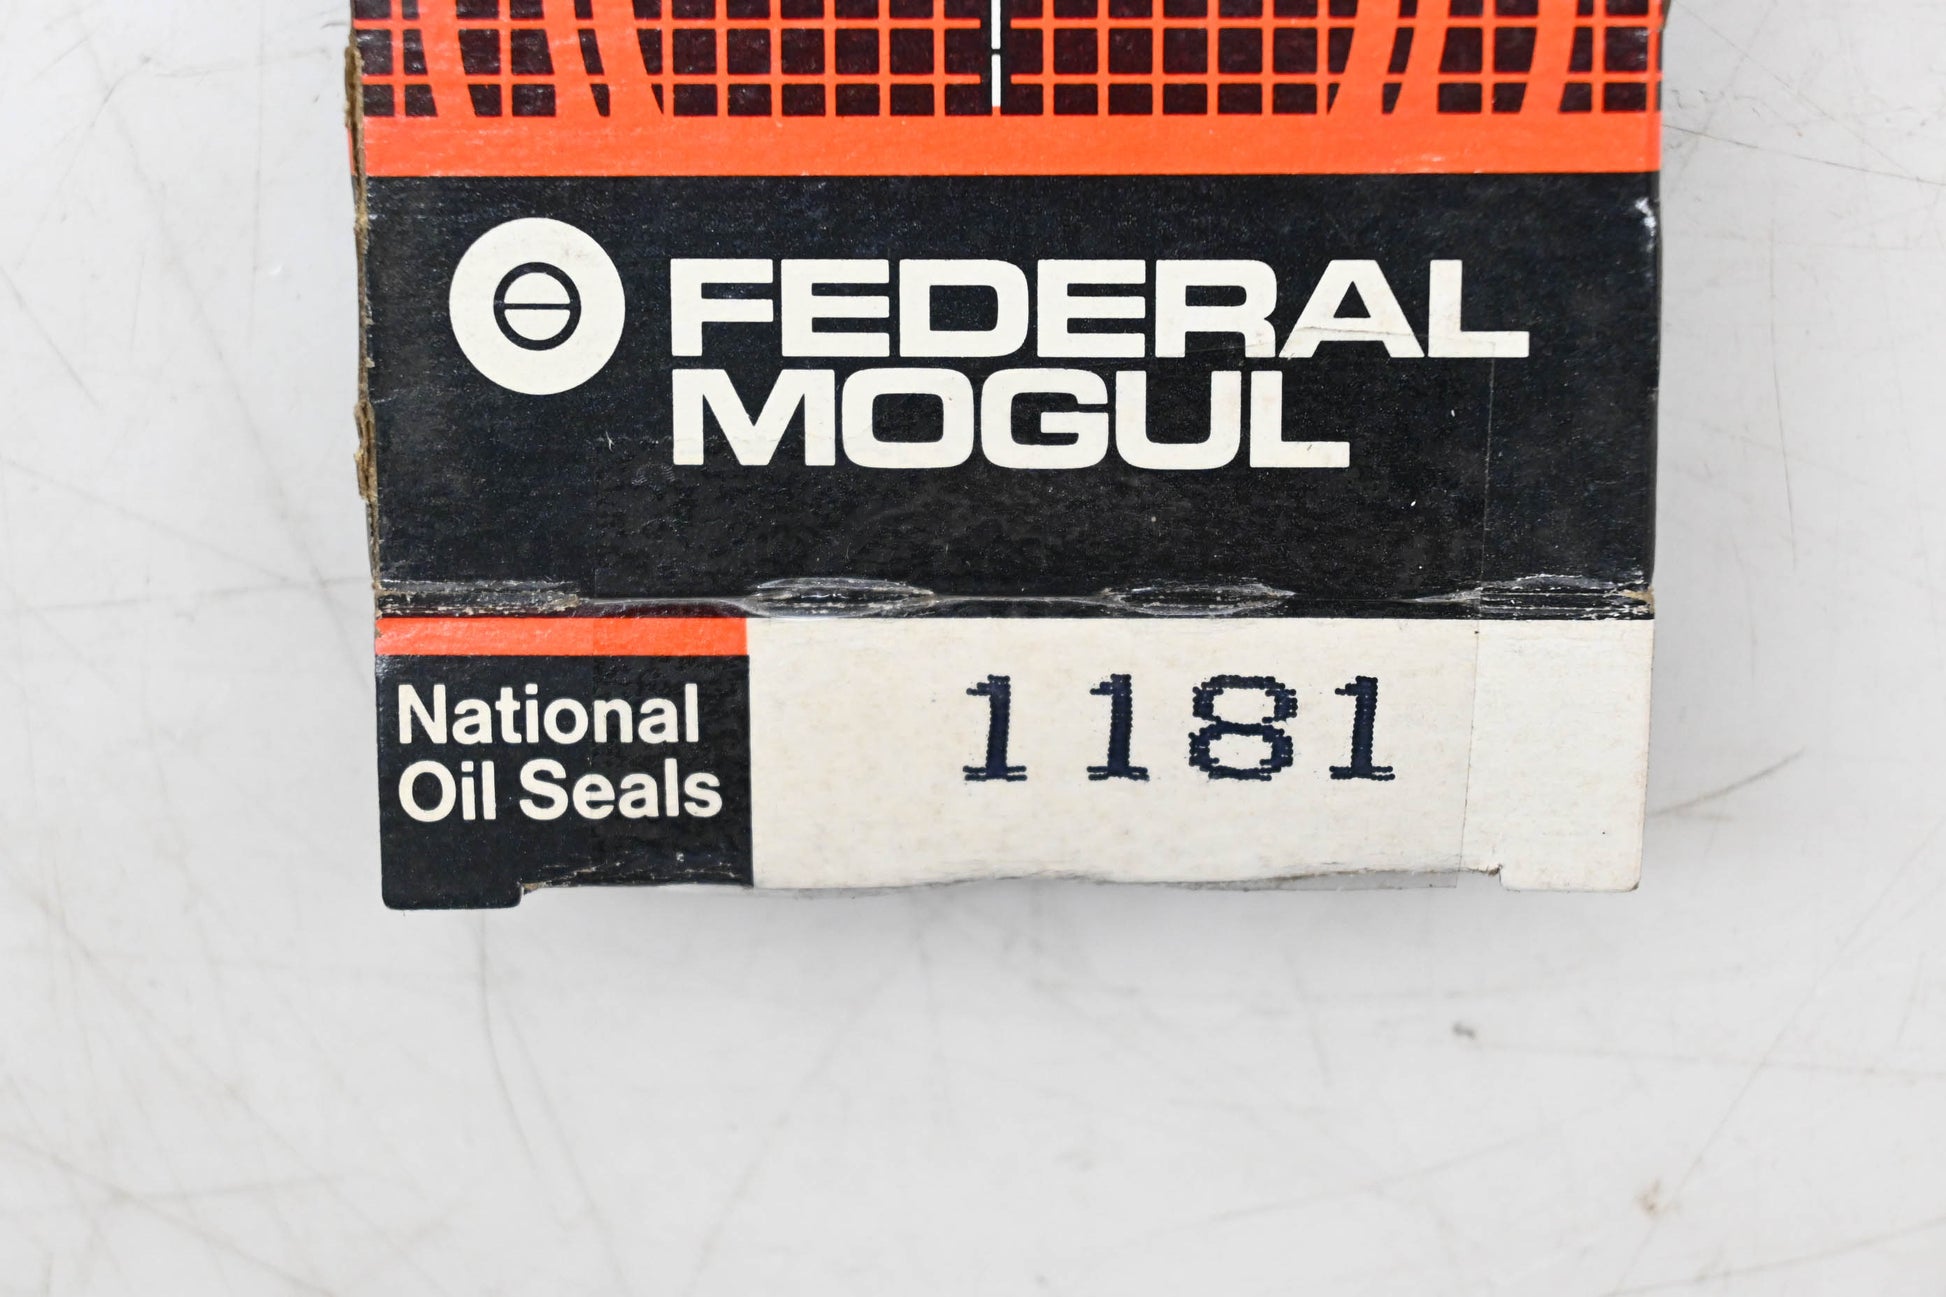 FEDERAL
MOGUL
National
Oil Seals
1181